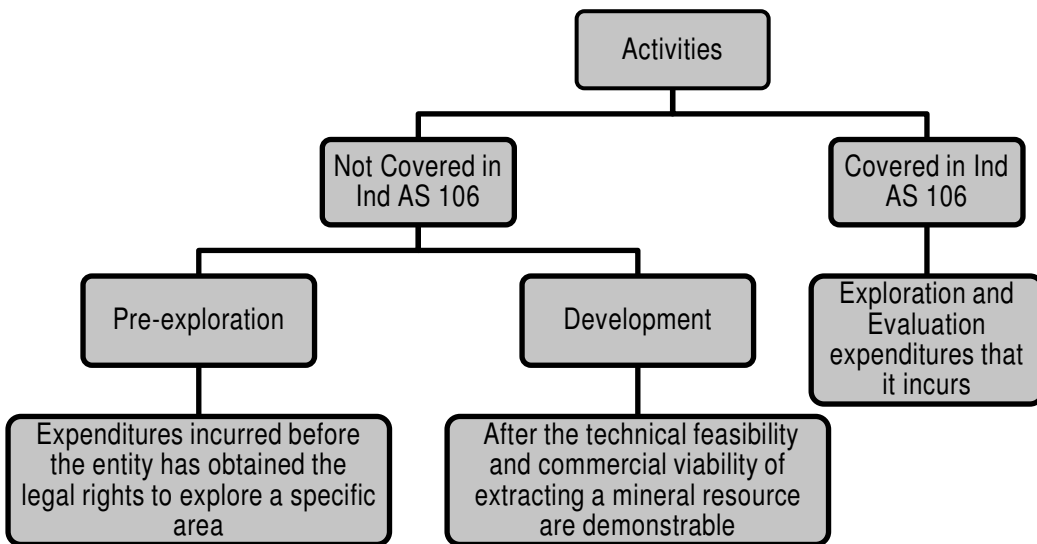 Activities
Not Covered in
Ind AS 106
Covered in Ind
AS 106
Pre-exploration
Development
Exploration and
Evaluation
expenditures that
it incurs
Expenditures incurred before
the entity has obtained the
legal rights to explore a specific
area
After the technical feasibility
and commercial viability of
extracting a mineral resource
are demonstrable